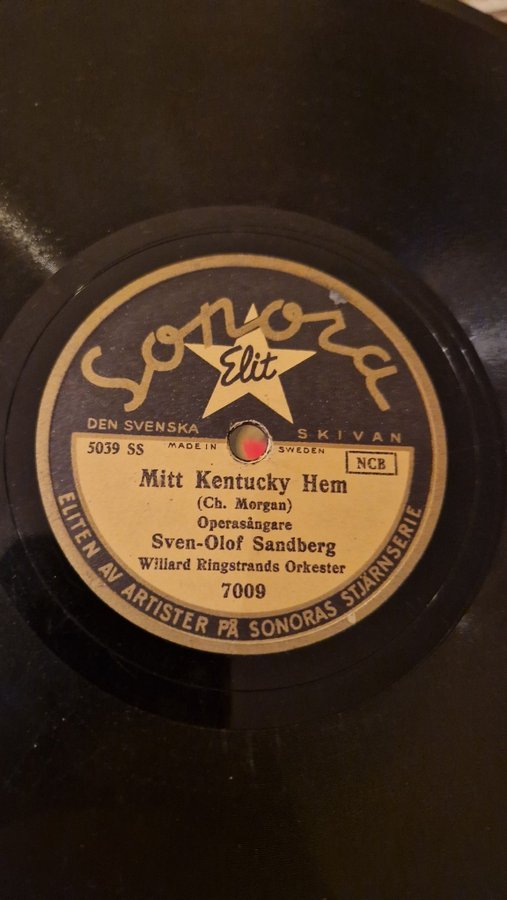 Sonora
Elit
DEN SVENSKA SKIVAN
5039 SS MADE IN SWEDEN NCB
Mitt Kentucky Hem
(Ch. Morgan)
Operasångare
Sven-Olof Sandberg
Willard Ringstrands Orkester
7009
ELITEN AV ARTISTER PÅ SONORAS STJÄRNSERIE